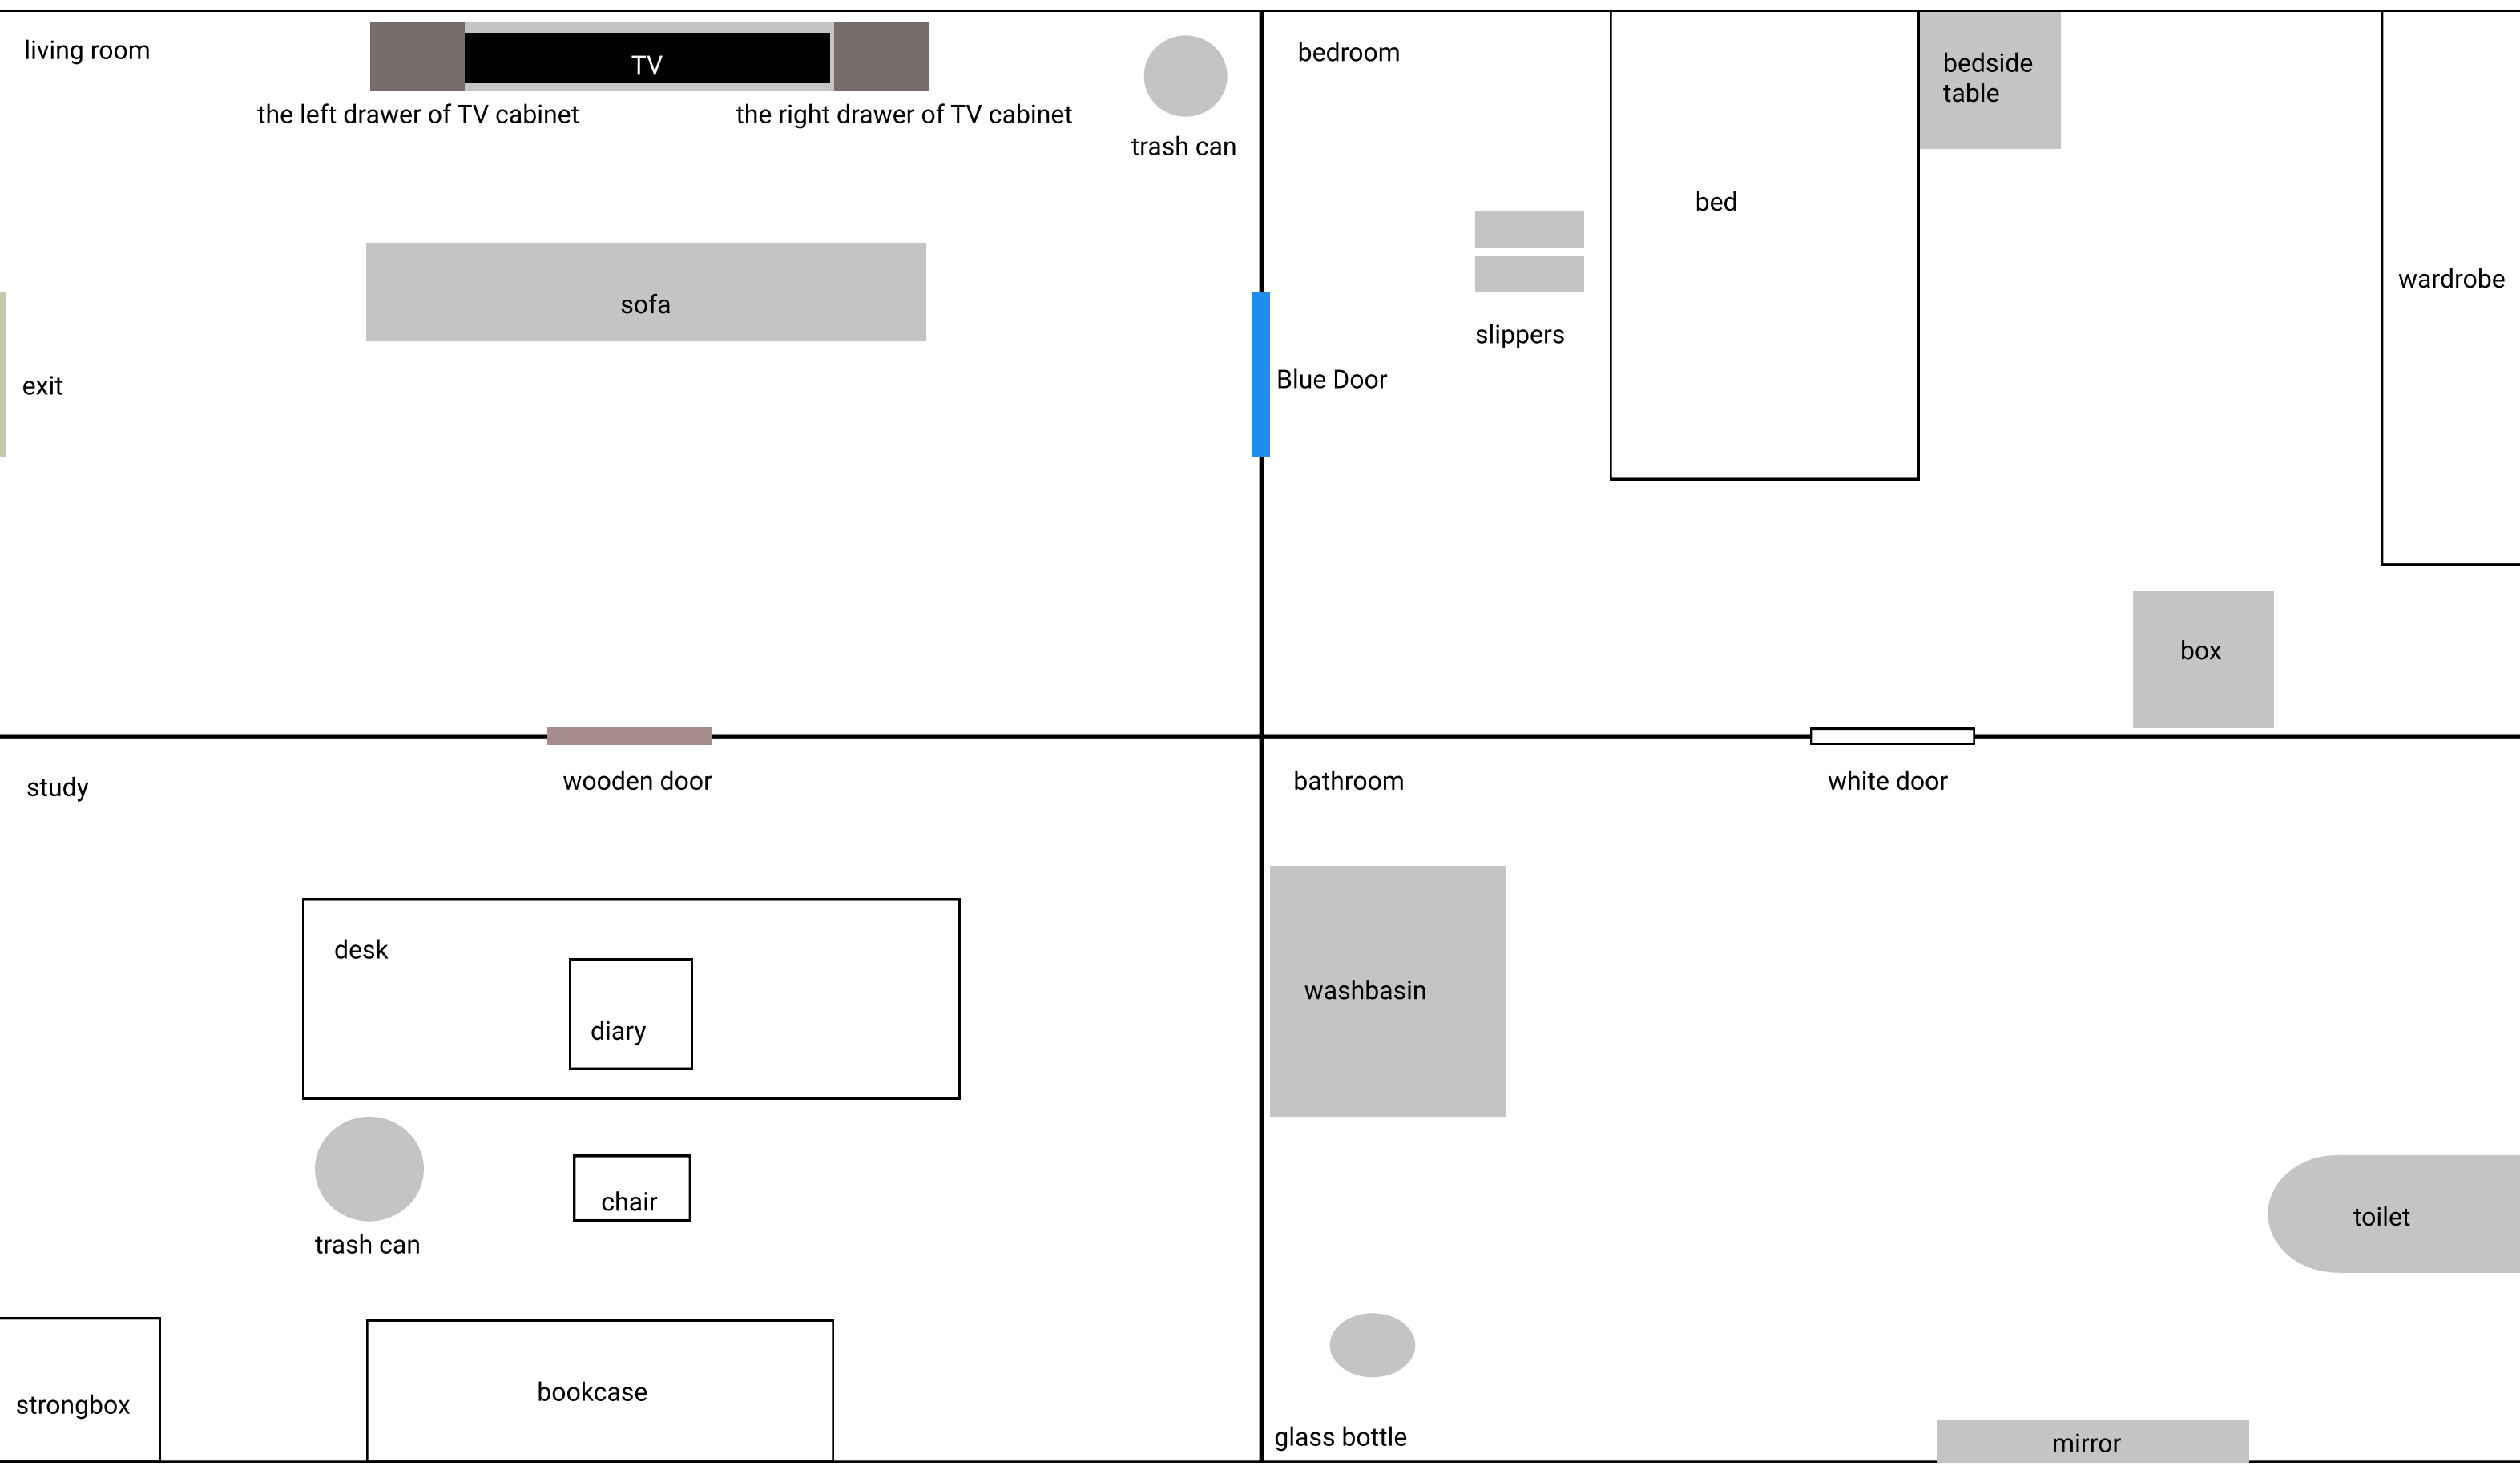 living room
TV
the left drawer of TV cabinet
the right drawer of TV cabinet
trash can
sofa
exit
bedroom
bedside
table
bed
wardrobe
slippers
Blue Door
box
study
wooden door
desk
diary
trash can
chair
strongbox
bookcase
bathroom
white door
washbasin
toilet
glass bottle
mirror